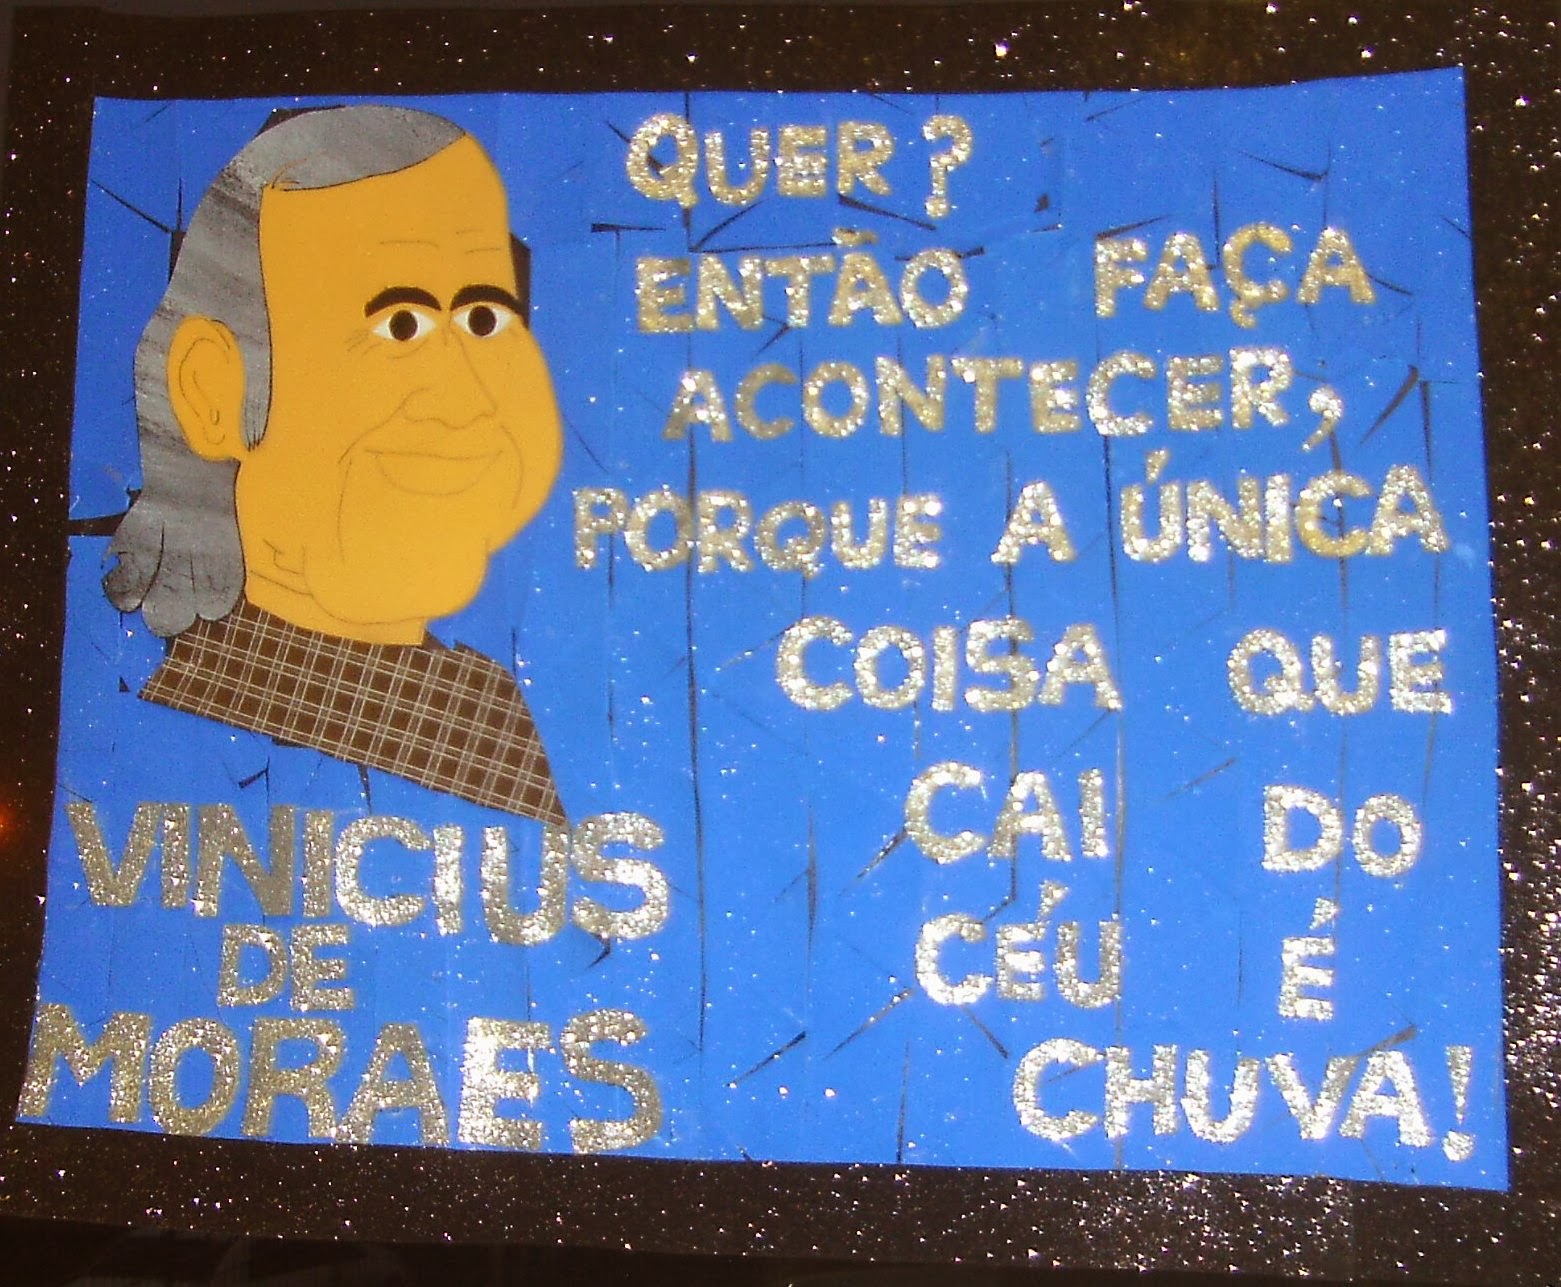 QUER?
ENTÃO FAÇA
ACONTECER,
PORQUE A ÚNICA
COISA QUE
CAI DO
CÉU É
CHUVA!
VINICIUS
DE
MORAES